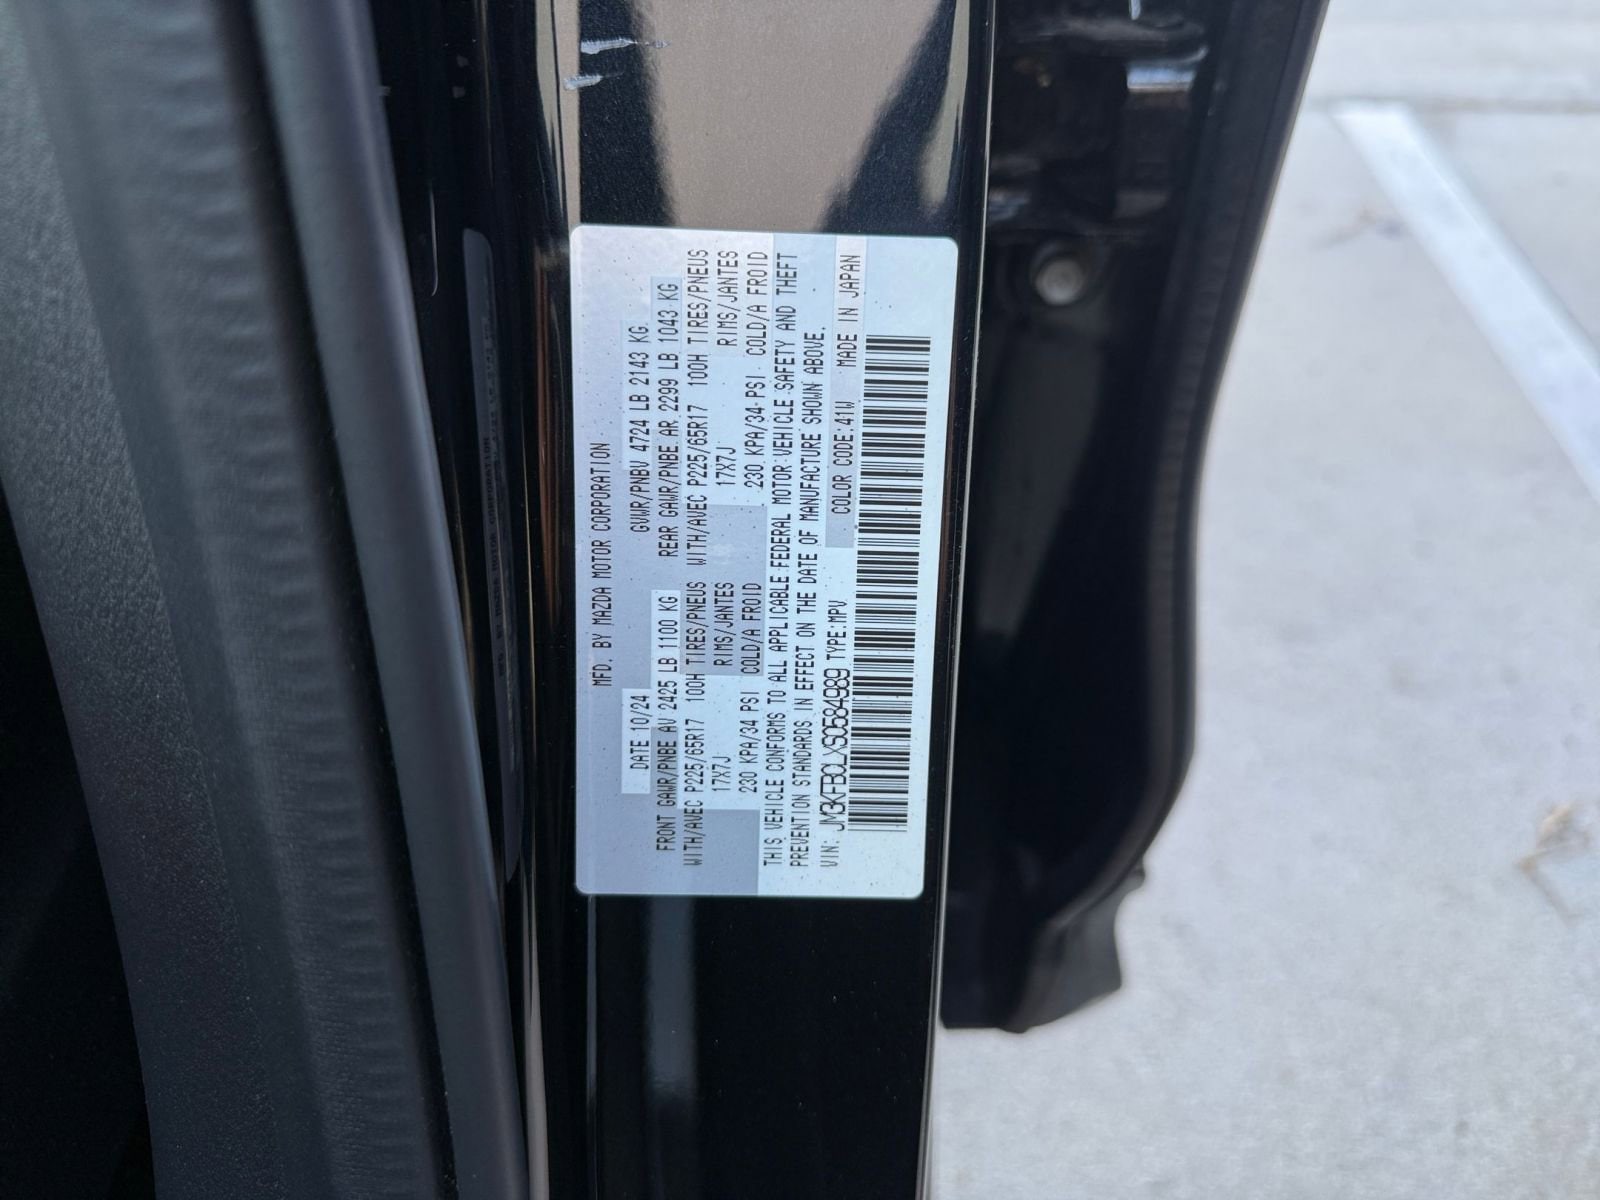 MFD. BY MAZDA MOTOR CORPORATION
DATE 10/24 GVWR/PNBV 4724 LB 2143 KG.
FRONT GAWR/PNBE AV 2425 LB 1100 KG REAR GAWR/PNBE AR 2299 LB 1043 KG
WITH/AVEC P225/65R17 100H TIRES/PNEUS WITH/AVEC P225/65R17 100H TIRES/PNEUS
17X7J RIMS/JANTES 17X7J RIMS/JANTES
230 KPA/34 PSI COLD/A FROID 230 KPA/34 PSI COLD/A FROID
THIS VEHICLE CONFORMS TO ALL APPLICABLE FEDERAL MOTOR VEHICLE SAFETY AND THEFT
PREVENTION STANDARDS IN EFFECT ON THE DATE OF MANUFACTURE SHOWN ABOVE.
VIN: JM3KFBCLXS0584989 TYPE:MPV COLOR CODE:41W MADE IN JAPAN